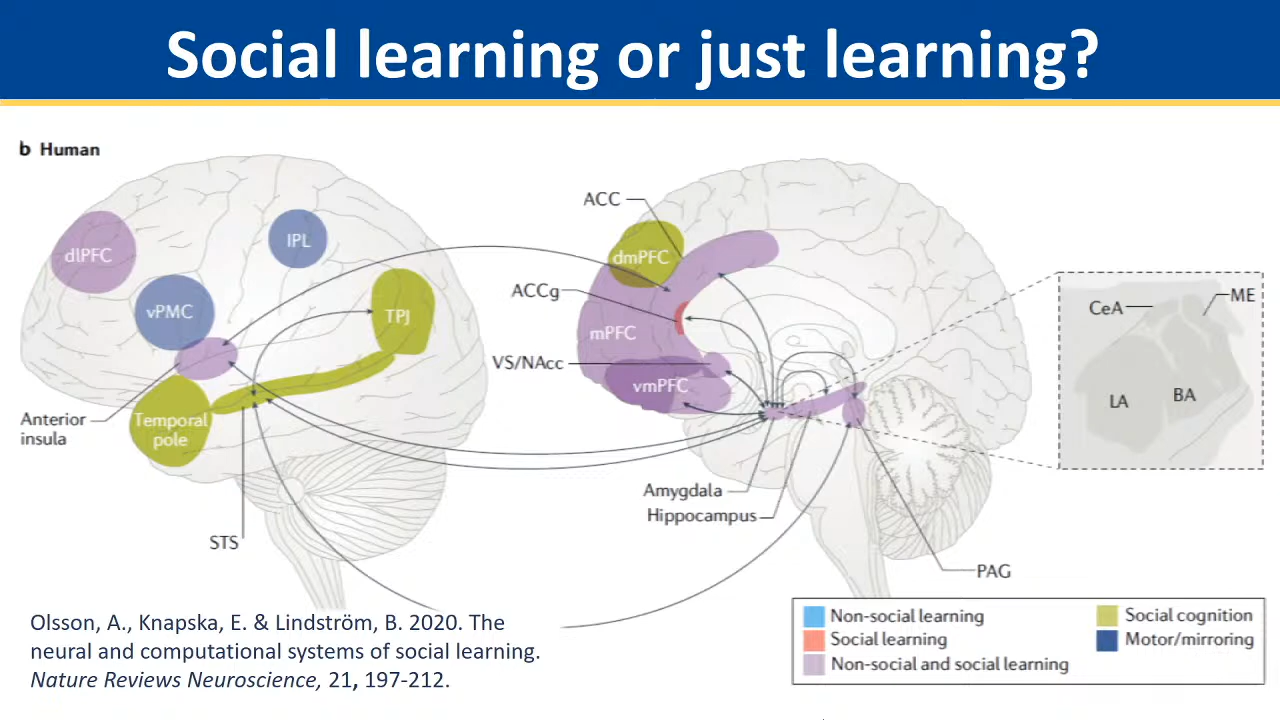 Social learning or just learning?
b Human
dlPFC
IPL
vPMC
TPJ
Anterior
insula
Temporal
pole
STS
ACC
dmPFC
ACCg
mPFC
VS/NAcc
vmPFC
Amygdala
Hippocampus
PAG
CeA
ME
LA
BA
Olsson, A., Knapska, E. & Lindström, B. 2020. The
neural and computational systems of social learning.
Nature Reviews Neuroscience, 21, 197-212.
Non-social learning
Social learning
Non-social and social learning
Social cognition
Motor/mirroring